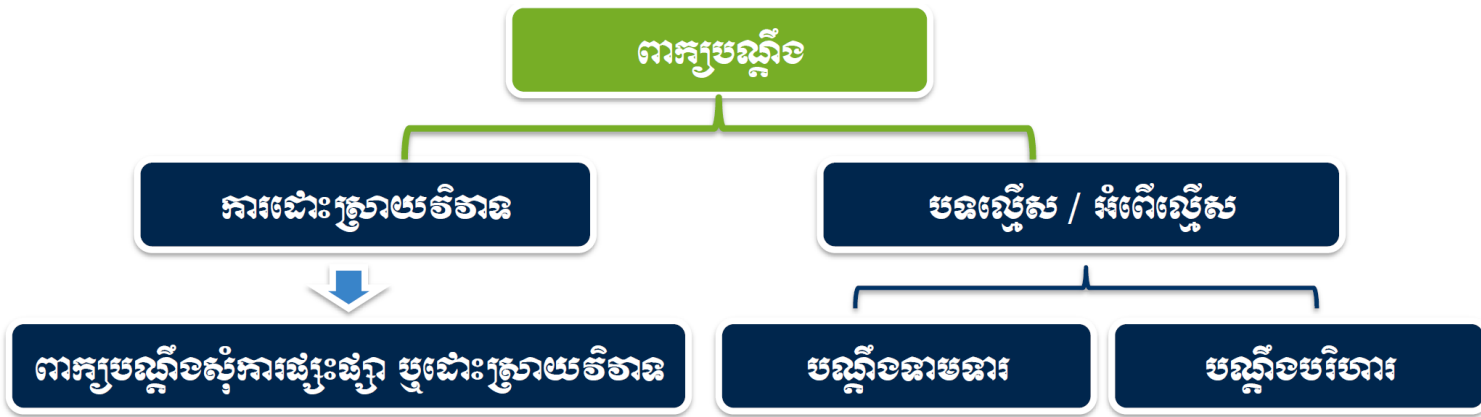 ពាក្យបណ្តឹង
ការដោះស្រាយវិវាទ
បទល្មើស / អំពើល្មើស
ពាក្យបណ្តឹងសុំការផ្សះផ្សា ឬដោះស្រាយវិវាទ
បណ្តឹងទាមទារ
បណ្តឹងបរិហារ